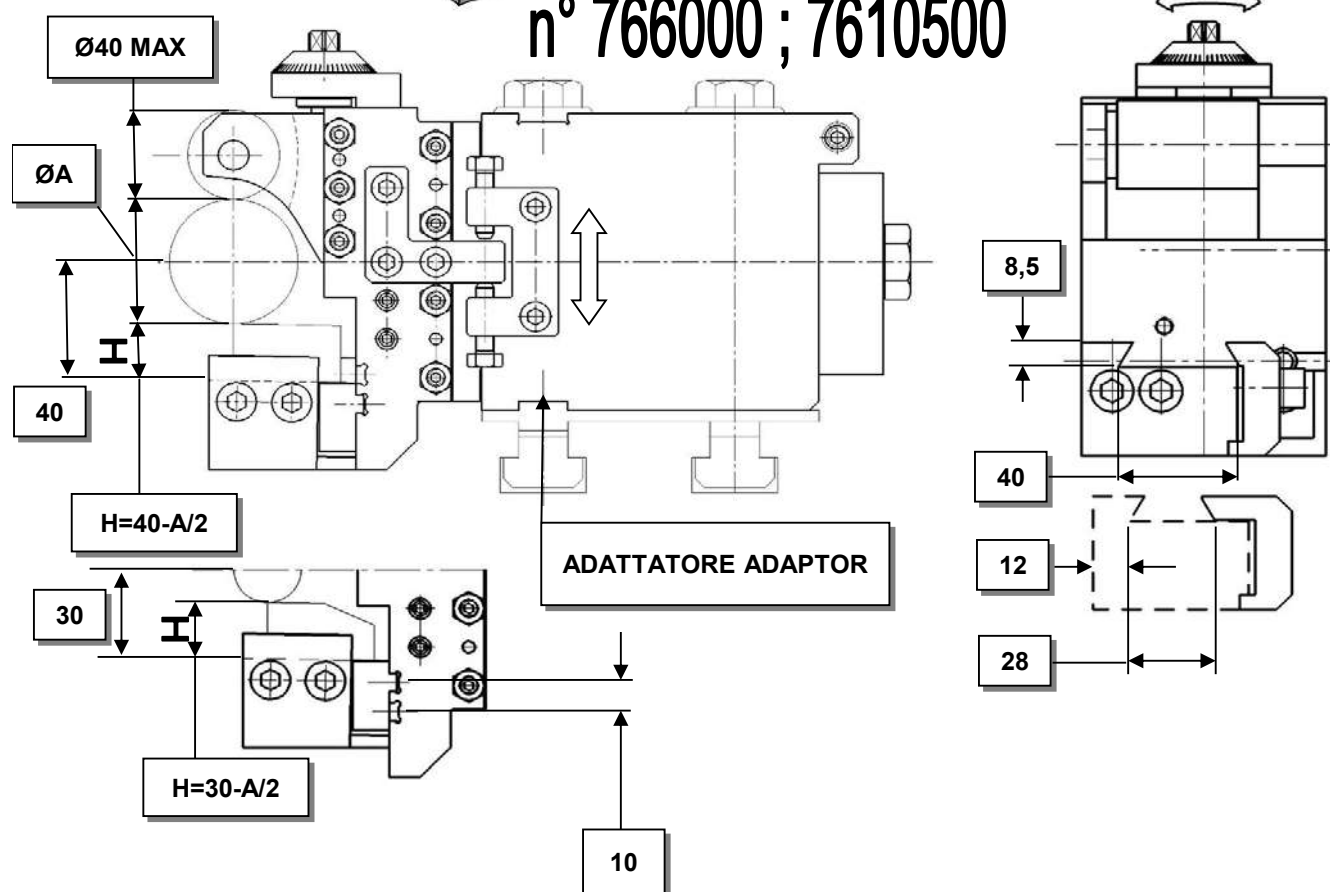 n° 766000 ; 7610500
Ø40 MAX
ØA
H
40
H=40-A/2
ADATTATORE ADAPTOR
8,5
40
12
28
30
H
H=30-A/2
10